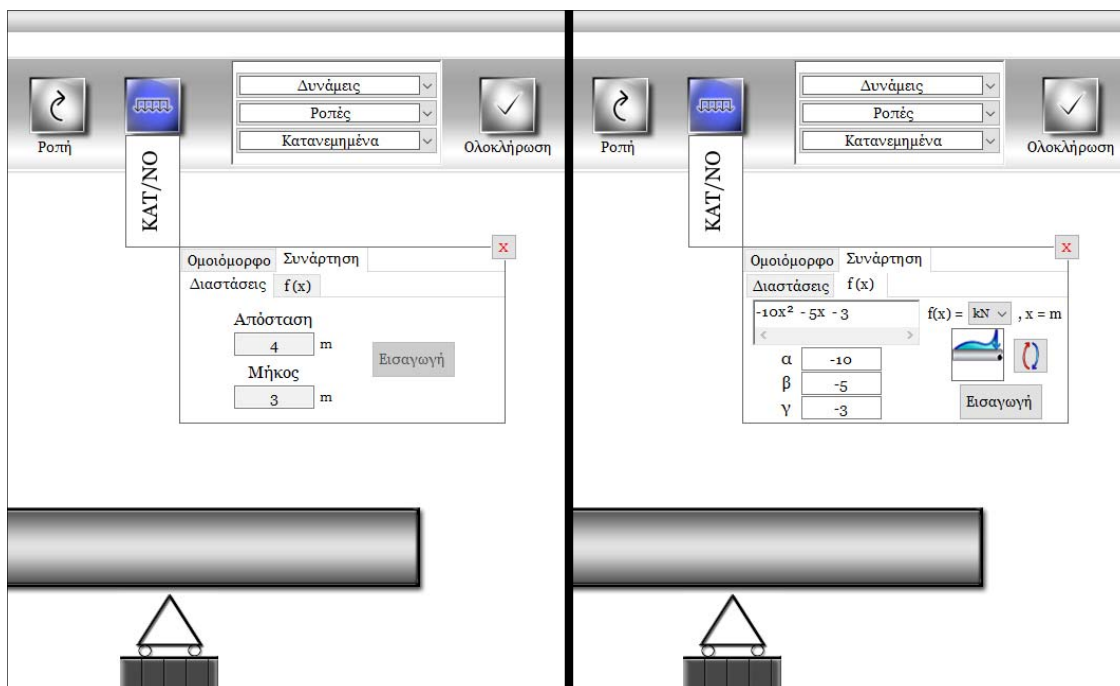 Δυνάμεις
Ροπές
Κατανεμημένα
Ροπή
Ολοκλήρωση
ΚΑΤ/ΝΟ
x
Ομοιόμορφο Συνάρτηση
Διαστάσεις f(x)
Απόσταση
4 m
Εισαγωγή
Μήκος
3 m
Δυνάμεις
Ροπές
Κατανεμημένα
Ροπή
Ολοκλήρωση
ΚΑΤ/ΝΟ
x
Ομοιόμορφο Συνάρτηση
Διαστάσεις f(x)
-10x² - 5x - 3
f(x) = kN , x = m
α -10
β -5
γ -3
Εισαγωγή